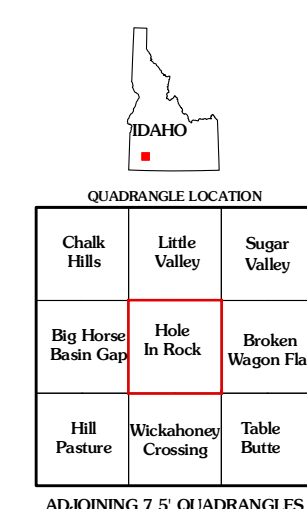 IDAHO
QUADRANGLE LOCATION
Chalk
Hills
Little
Valley
Sugar
Valley
Big Horse
Basin Gap
Hole
In Rock
Broken
Wagon Fla
Hill
Pasture
Wickahoney
Crossing
Table
Butte
ADJOINING 7.5' QUADRANGLES